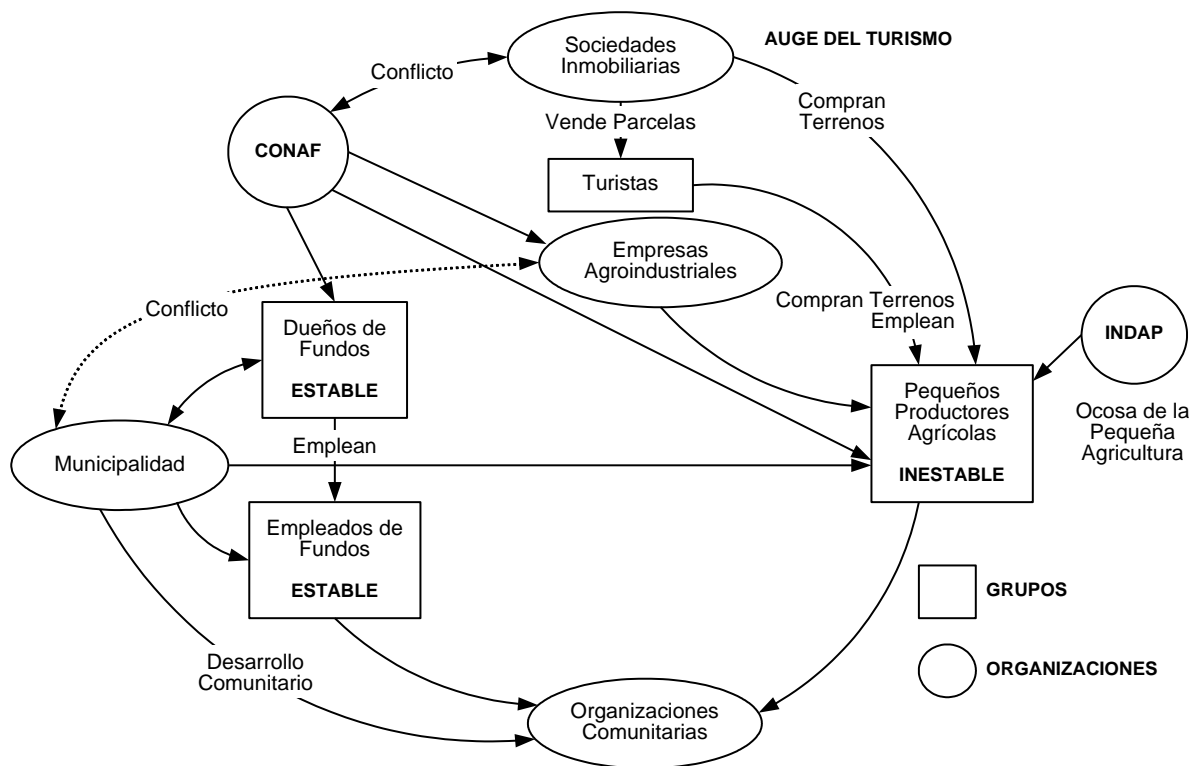 Sociedades
Inmobiliarias
AUGE DEL TURISMO
Conflicto
Compran
Terrenos
Vende Parcelas
CONAF
Turistas
Empresas
Agroindustriales
Conflicto
Compran Terrenos
Emplean
Dueños de
Fundos
ESTABLE
INDAP
Pequeños
Productores
Agrícolas
INESTABLE
Ocosa de la
Pequeña
Agricultura
Emplean
Municipalidad
Empleados de
Fundos
ESTABLE
GRUPOS
Desarrollo
Comunitario
ORGANIZACIONES
Organizaciones
Comunitarias